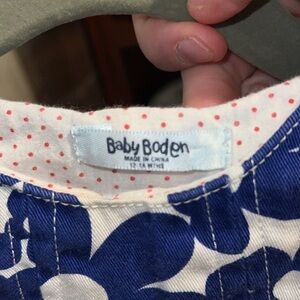 Baby Boden
MADE IN CHINA
12-18 MTHS